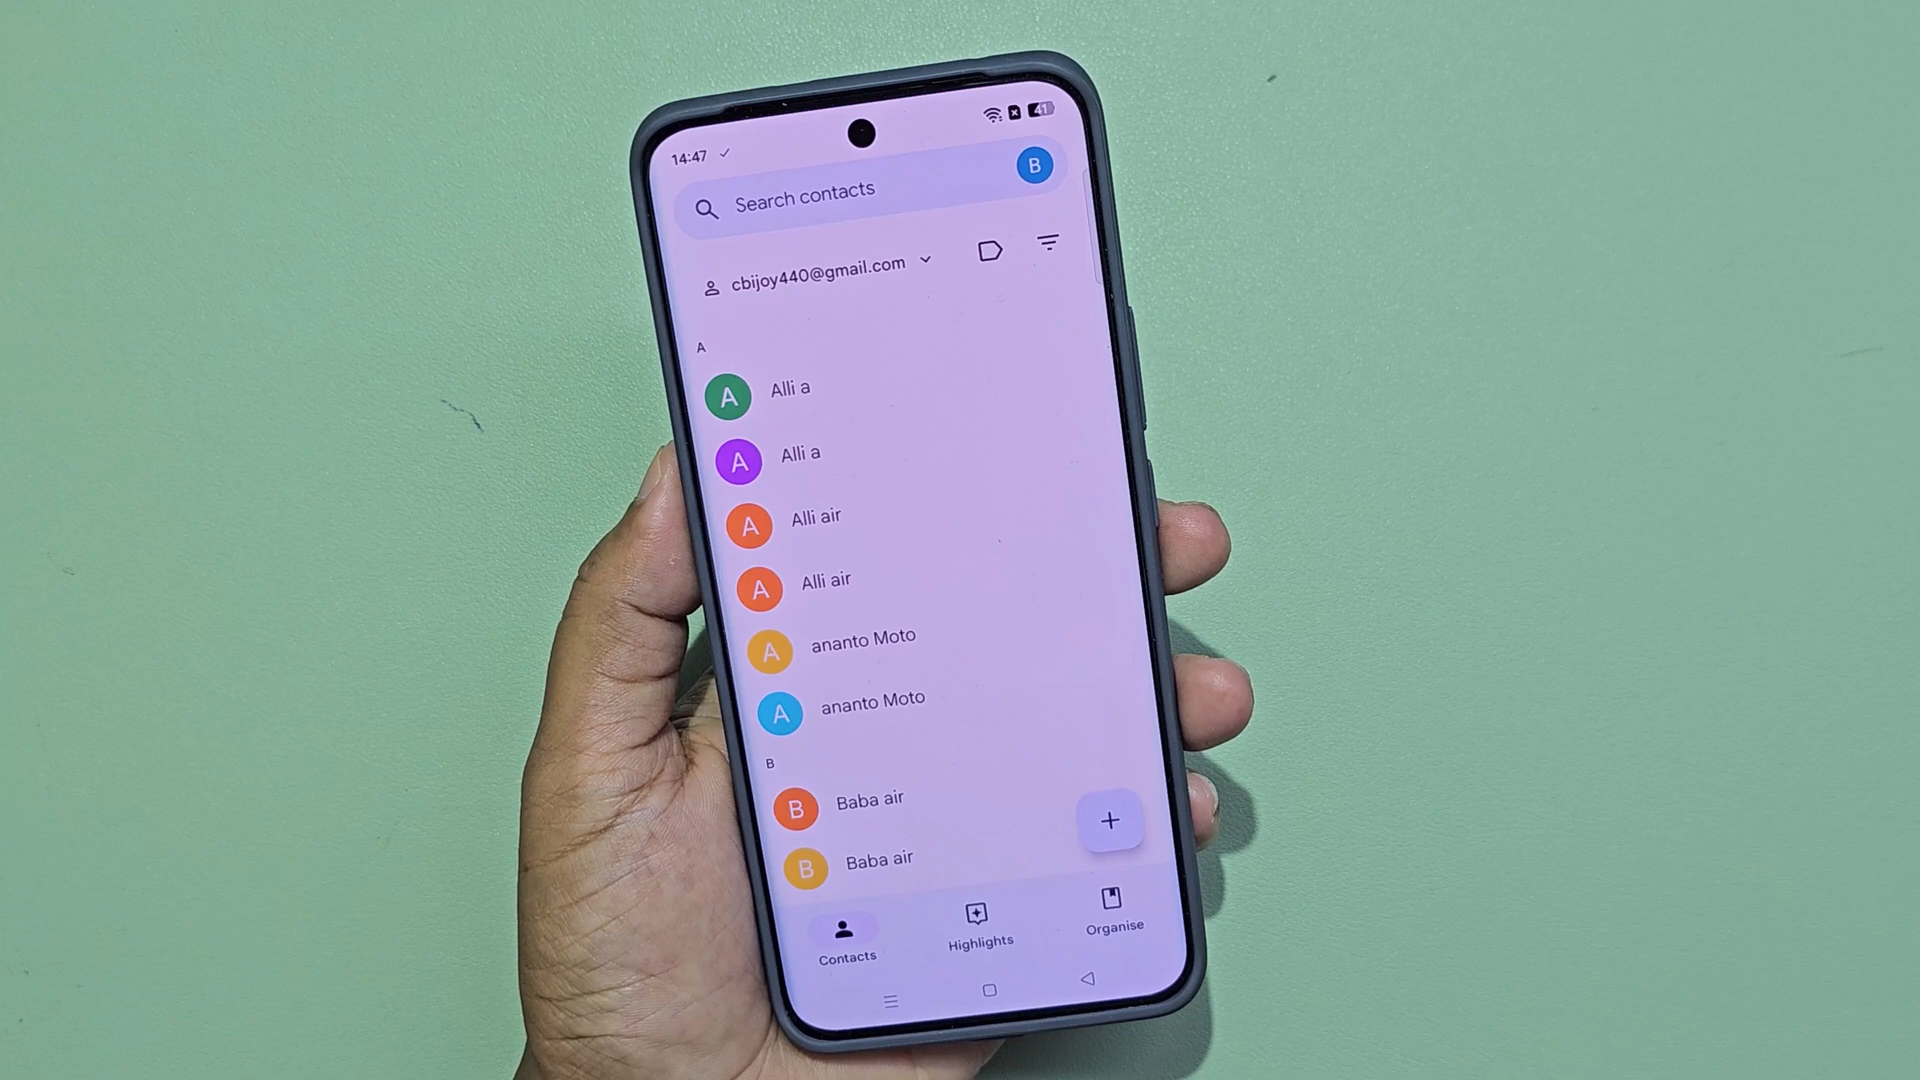 14:47
41
Search contacts
B
cbijoy440@gmail.com
A
A Alli a
A Alli a
A Alli air
A Alli air
A ananto Moto
A ananto Moto
B
B Baba air
B Baba air
+
Contacts Highlights Organise